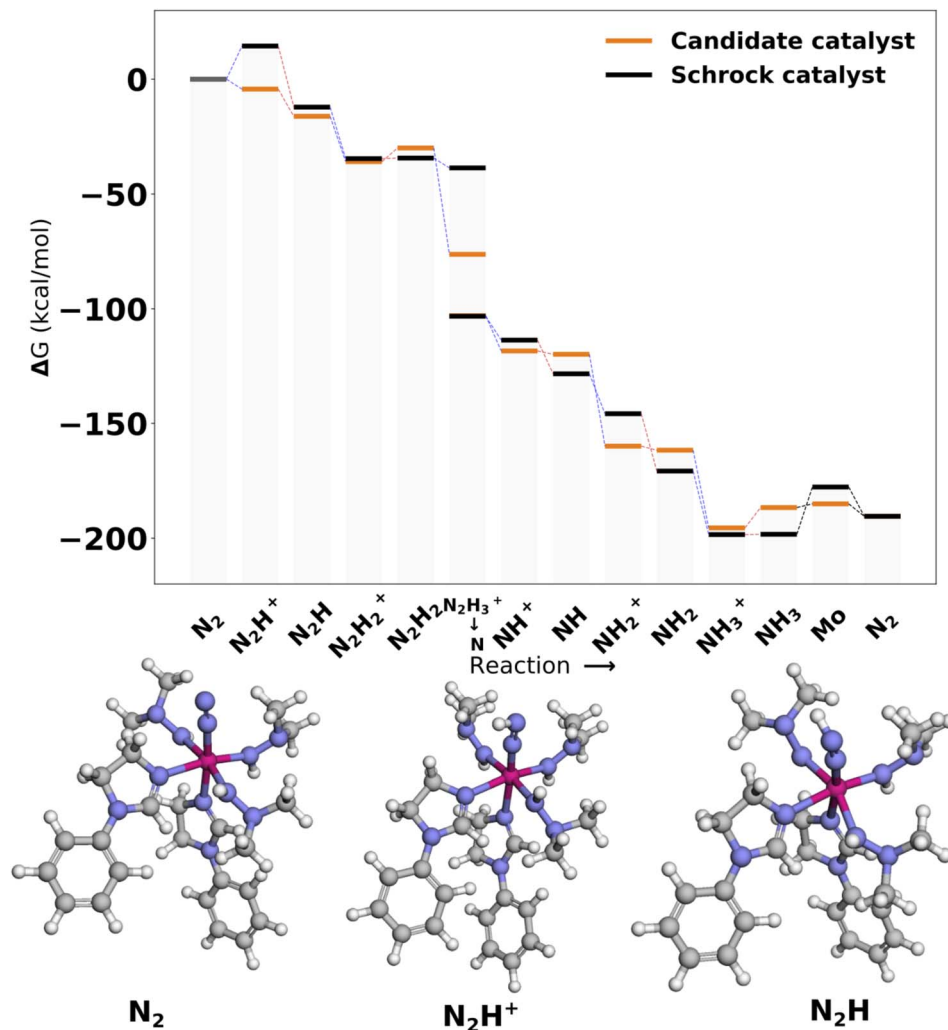 Candidate catalyst
Schrock catalyst
ΔG (kcal/mol)
0
−50
−100
−150
−200
N₂
N₂H⁺
N₂H
N₂H₂⁺
N₂H₂
N₂H₃⁺
↓
N
NH⁺
NH
NH₂⁺
NH₂
NH₃⁺
NH₃
Mo
N₂
Reaction →
N₂ N₂H⁺ N₂H